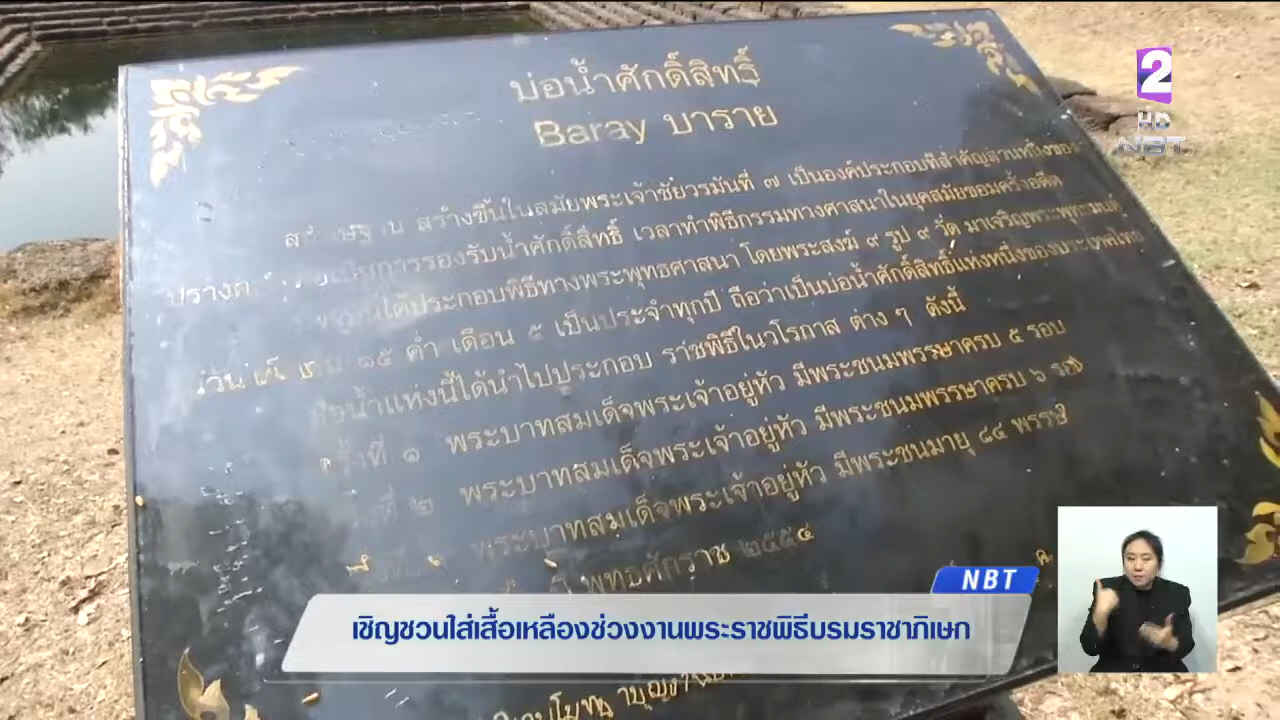 บ่อน้ำศักดิ์สิทธิ์
Baray บาราย
สร้างขึ้นในสมัยพระเจ้าชัยวรมันที่ ๗ เป็นองค์ประกอบที่สำคัญส่วนหนึ่งของ
การรองรับน้ำศักดิ์สิทธิ์ เวลาทำพิธีกรรมทางศาสนาในยุคสมัยขอมครั้งอดีต
ได้ประกอบพิธีทางพระพุทธศาสนา โดยพระสงฆ์ ๙ รูป ๙ วัด มาเจริญพระพุทธมนต์
๑๕ ค่ำ เดือน ๕ เป็นประจำทุกปี ถือว่าเป็นบ่อน้ำศักดิ์สิทธิ์แห่งหนึ่งของประเทศไทย
น้ำแห่งนี้ได้นำไปประกอบ ราชพิธีในวโรกาส ต่าง ๆ ดังนี้
ครั้งที่ ๑ พระบาทสมเด็จพระเจ้าอยู่หัว มีพระชนมพรรษาครบ ๕ รอบ
ที่ ๒ พระบาทสมเด็จพระเจ้าอยู่หัว มีพระชนมพรรษาครบ ๖ รอบ
พระบาทสมเด็จพระเจ้าอยู่หัว มีพระชนมายุ ๘๔ พรรษา
พุทธศักราช ๒๕๕๔
2
HD
NBT
NBT
เชิญชวนใส่เสื้อเหลืองช่วงงานพระราชพิธีบรมราชาภิเษก